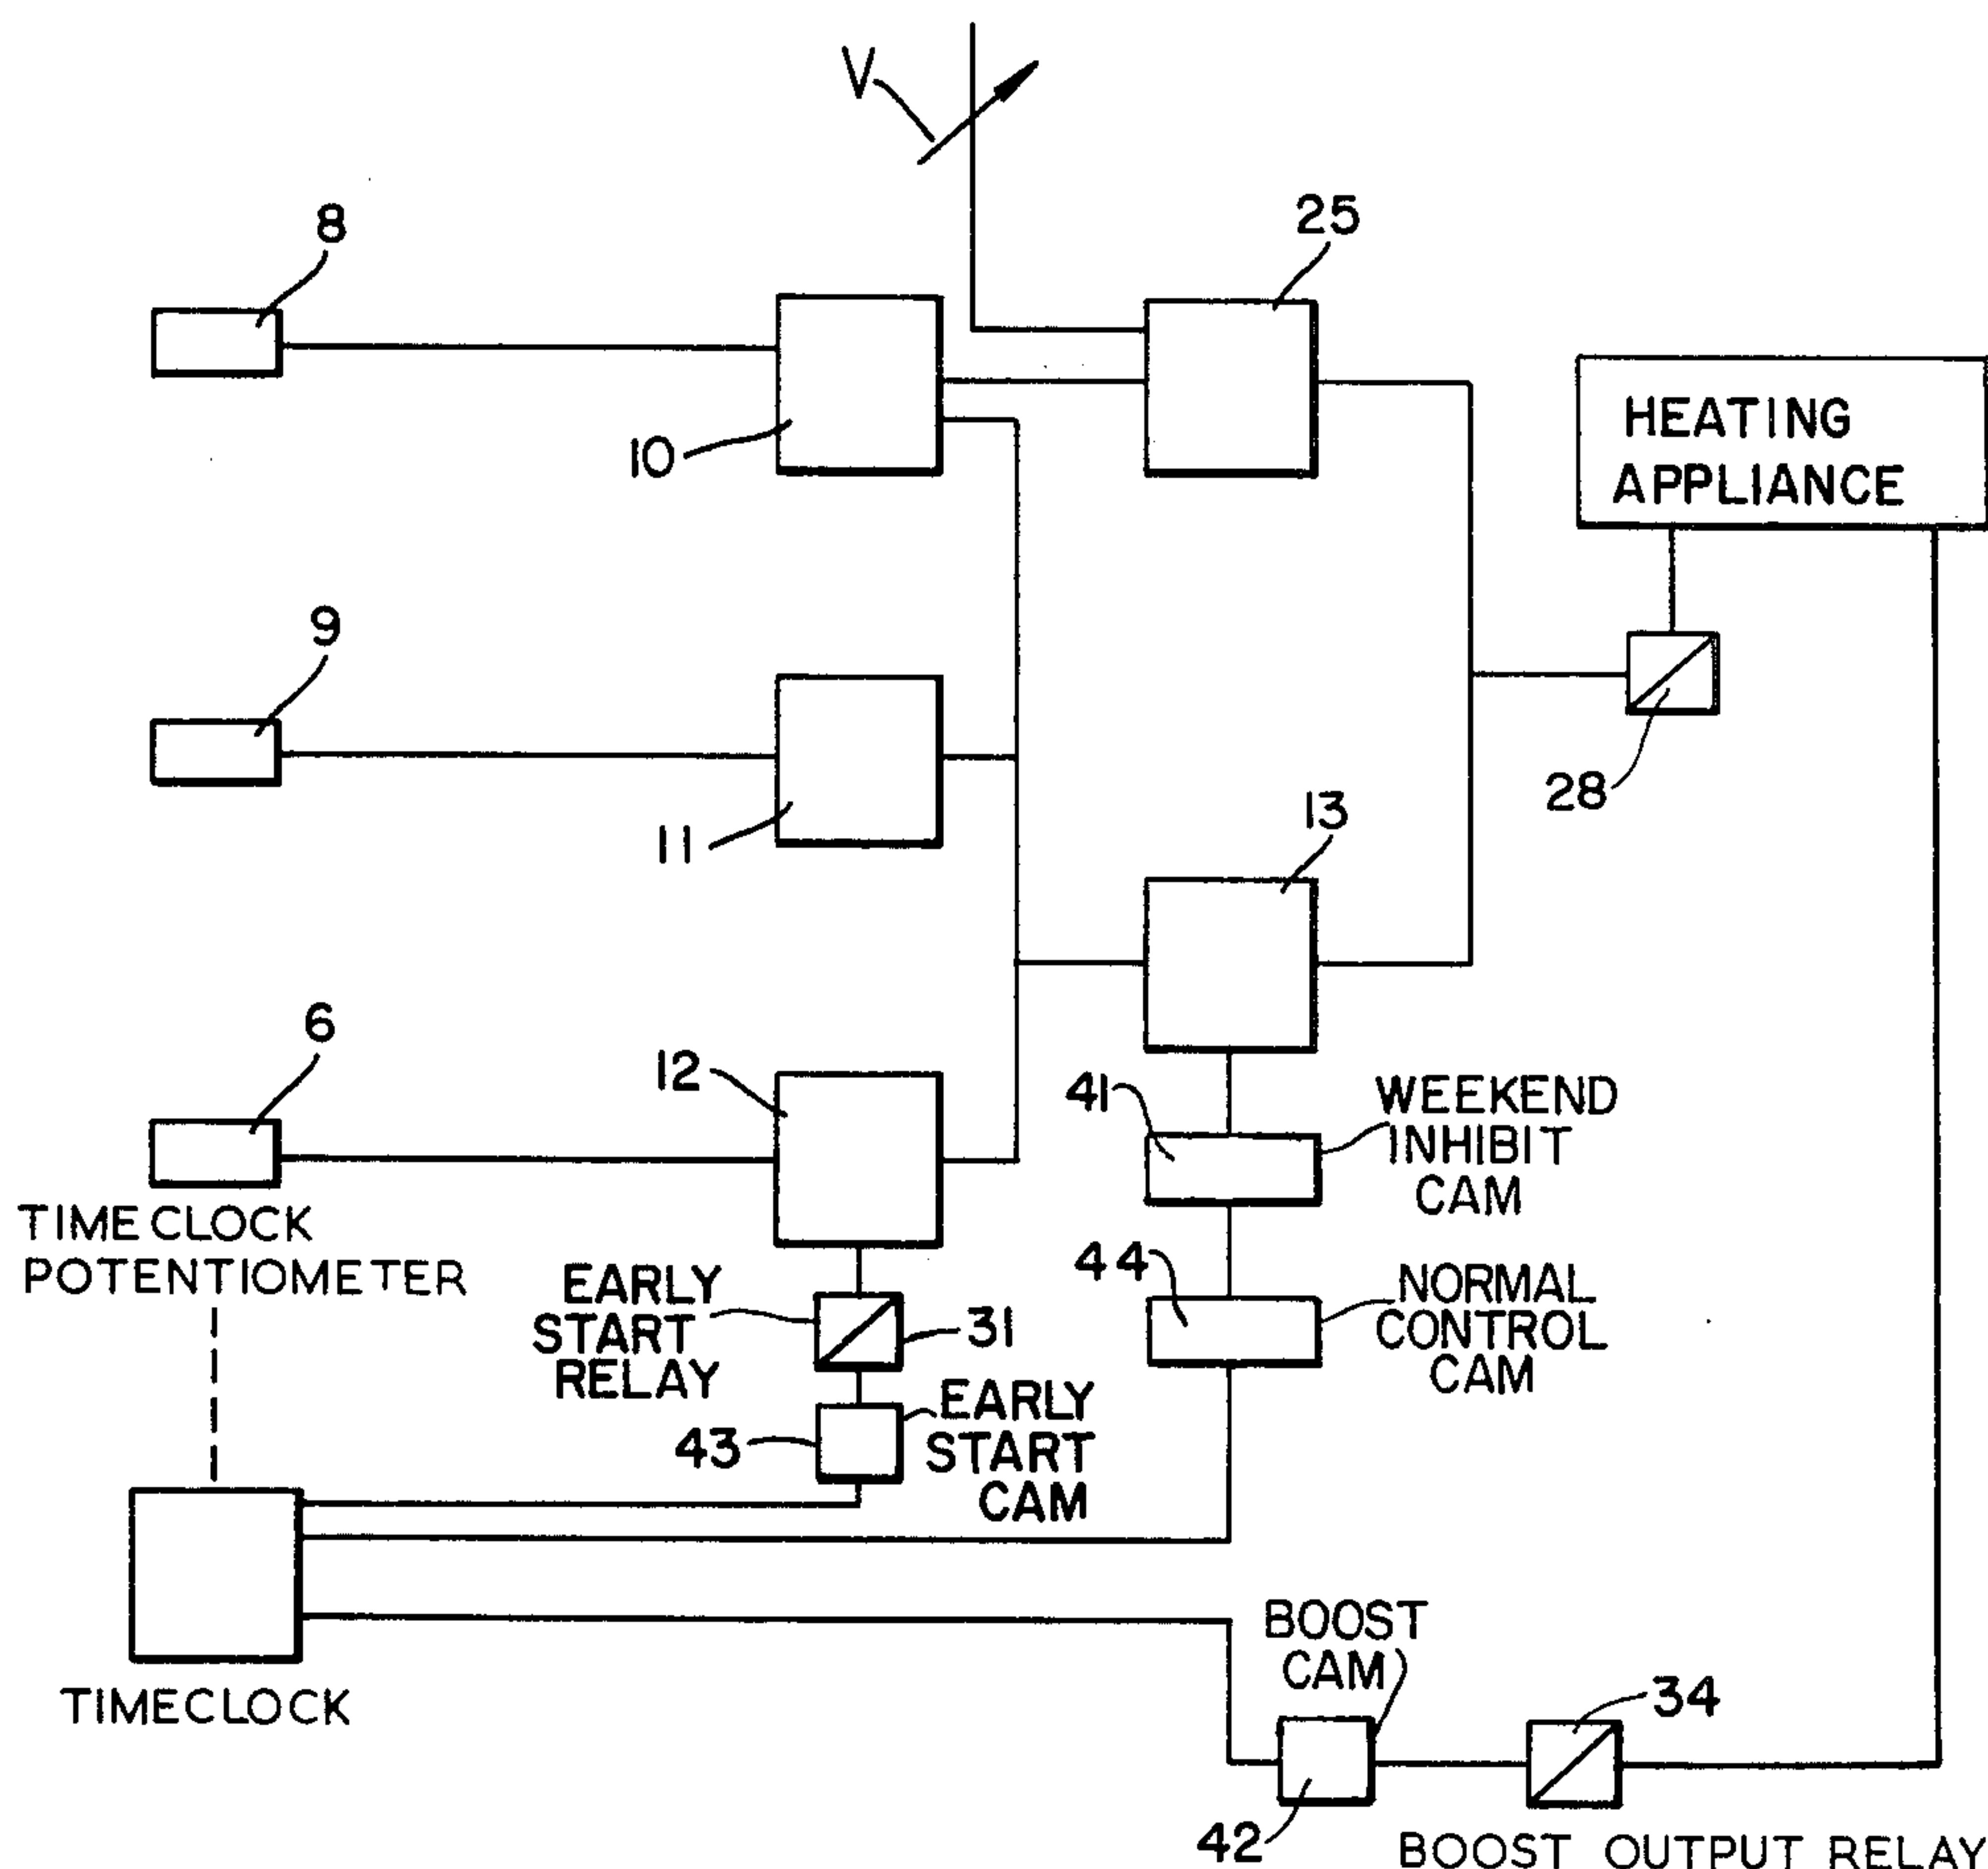 V
8
25
10
HEATING
APPLIANCE
9
28
11
13
6
12
41
WEEKEND
INHIBIT
CAM
TIME CLOCK
POTENTIOMETER
44
NORMAL
CONTROL
CAM
EARLY
START
RELAY
31
43
EARLY
START
CAM
TIMECLOCK
BOOST
CAM
34
42
BOOST OUTPUT RELAY